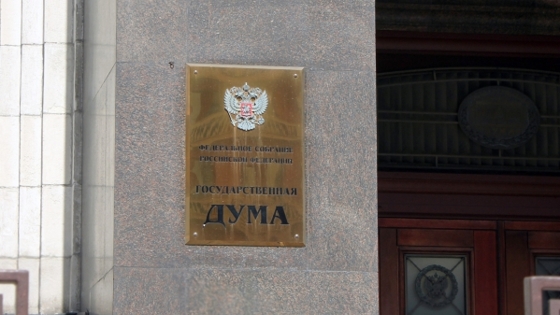 ФЕДЕРАЛЬНОЕ СОБРАНИЕ
РОССИЙСКОЙ ФЕДЕРАЦИИ
ГОСУДАРСТВЕННАЯ
ДУМА